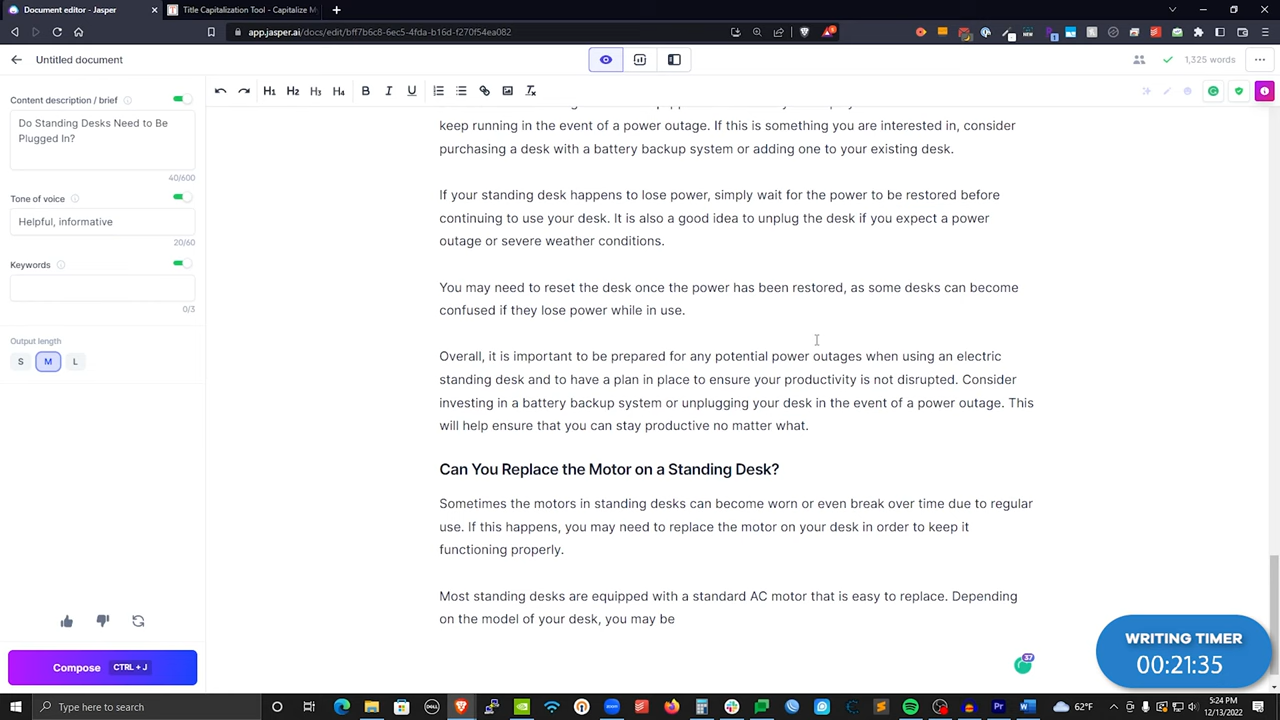 Document editor - Jasper
Title Capitalization Tool - Capitalize M
app.jasper.ai/docs/edit/bff7b6c8-6ec5-4fda-b16d-f270f54ea082
Untitled document
1,325 words
H1 H2 H3 H4 B I U
Content description / brief
Do Standing Desks Need to Be
Plugged In?
40/600
Tone of voice
Helpful, informative
20/60
Keywords
0/3
Output length
S M L
Compose CTRL + J
keep running in the event of a power outage. If this is something you are interested in, consider
purchasing a desk with a battery backup system or adding one to your existing desk.
If your standing desk happens to lose power, simply wait for the power to be restored before
continuing to use your desk. It is also a good idea to unplug the desk if you expect a power
outage or severe weather conditions.
You may need to reset the desk once the power has been restored, as some desks can become
confused if they lose power while in use.
Overall, it is important to be prepared for any potential power outages when using an electric
standing desk and to have a plan in place to ensure your productivity is not disrupted. Consider
investing in a battery backup system or unplugging your desk in the event of a power outage. This
will help ensure that you can stay productive no matter what.
Can You Replace the Motor on a Standing Desk?
Sometimes the motors in standing desks can become worn or even break over time due to regular
use. If this happens, you may need to replace the motor on your desk in order to keep it
functioning properly.
Most standing desks are equipped with a standard AC motor that is easy to replace. Depending
on the model of your desk, you may be
37
WRITING TIMER
00:21:35
Type here to search
62°F
5:24 PM
12/13/2022